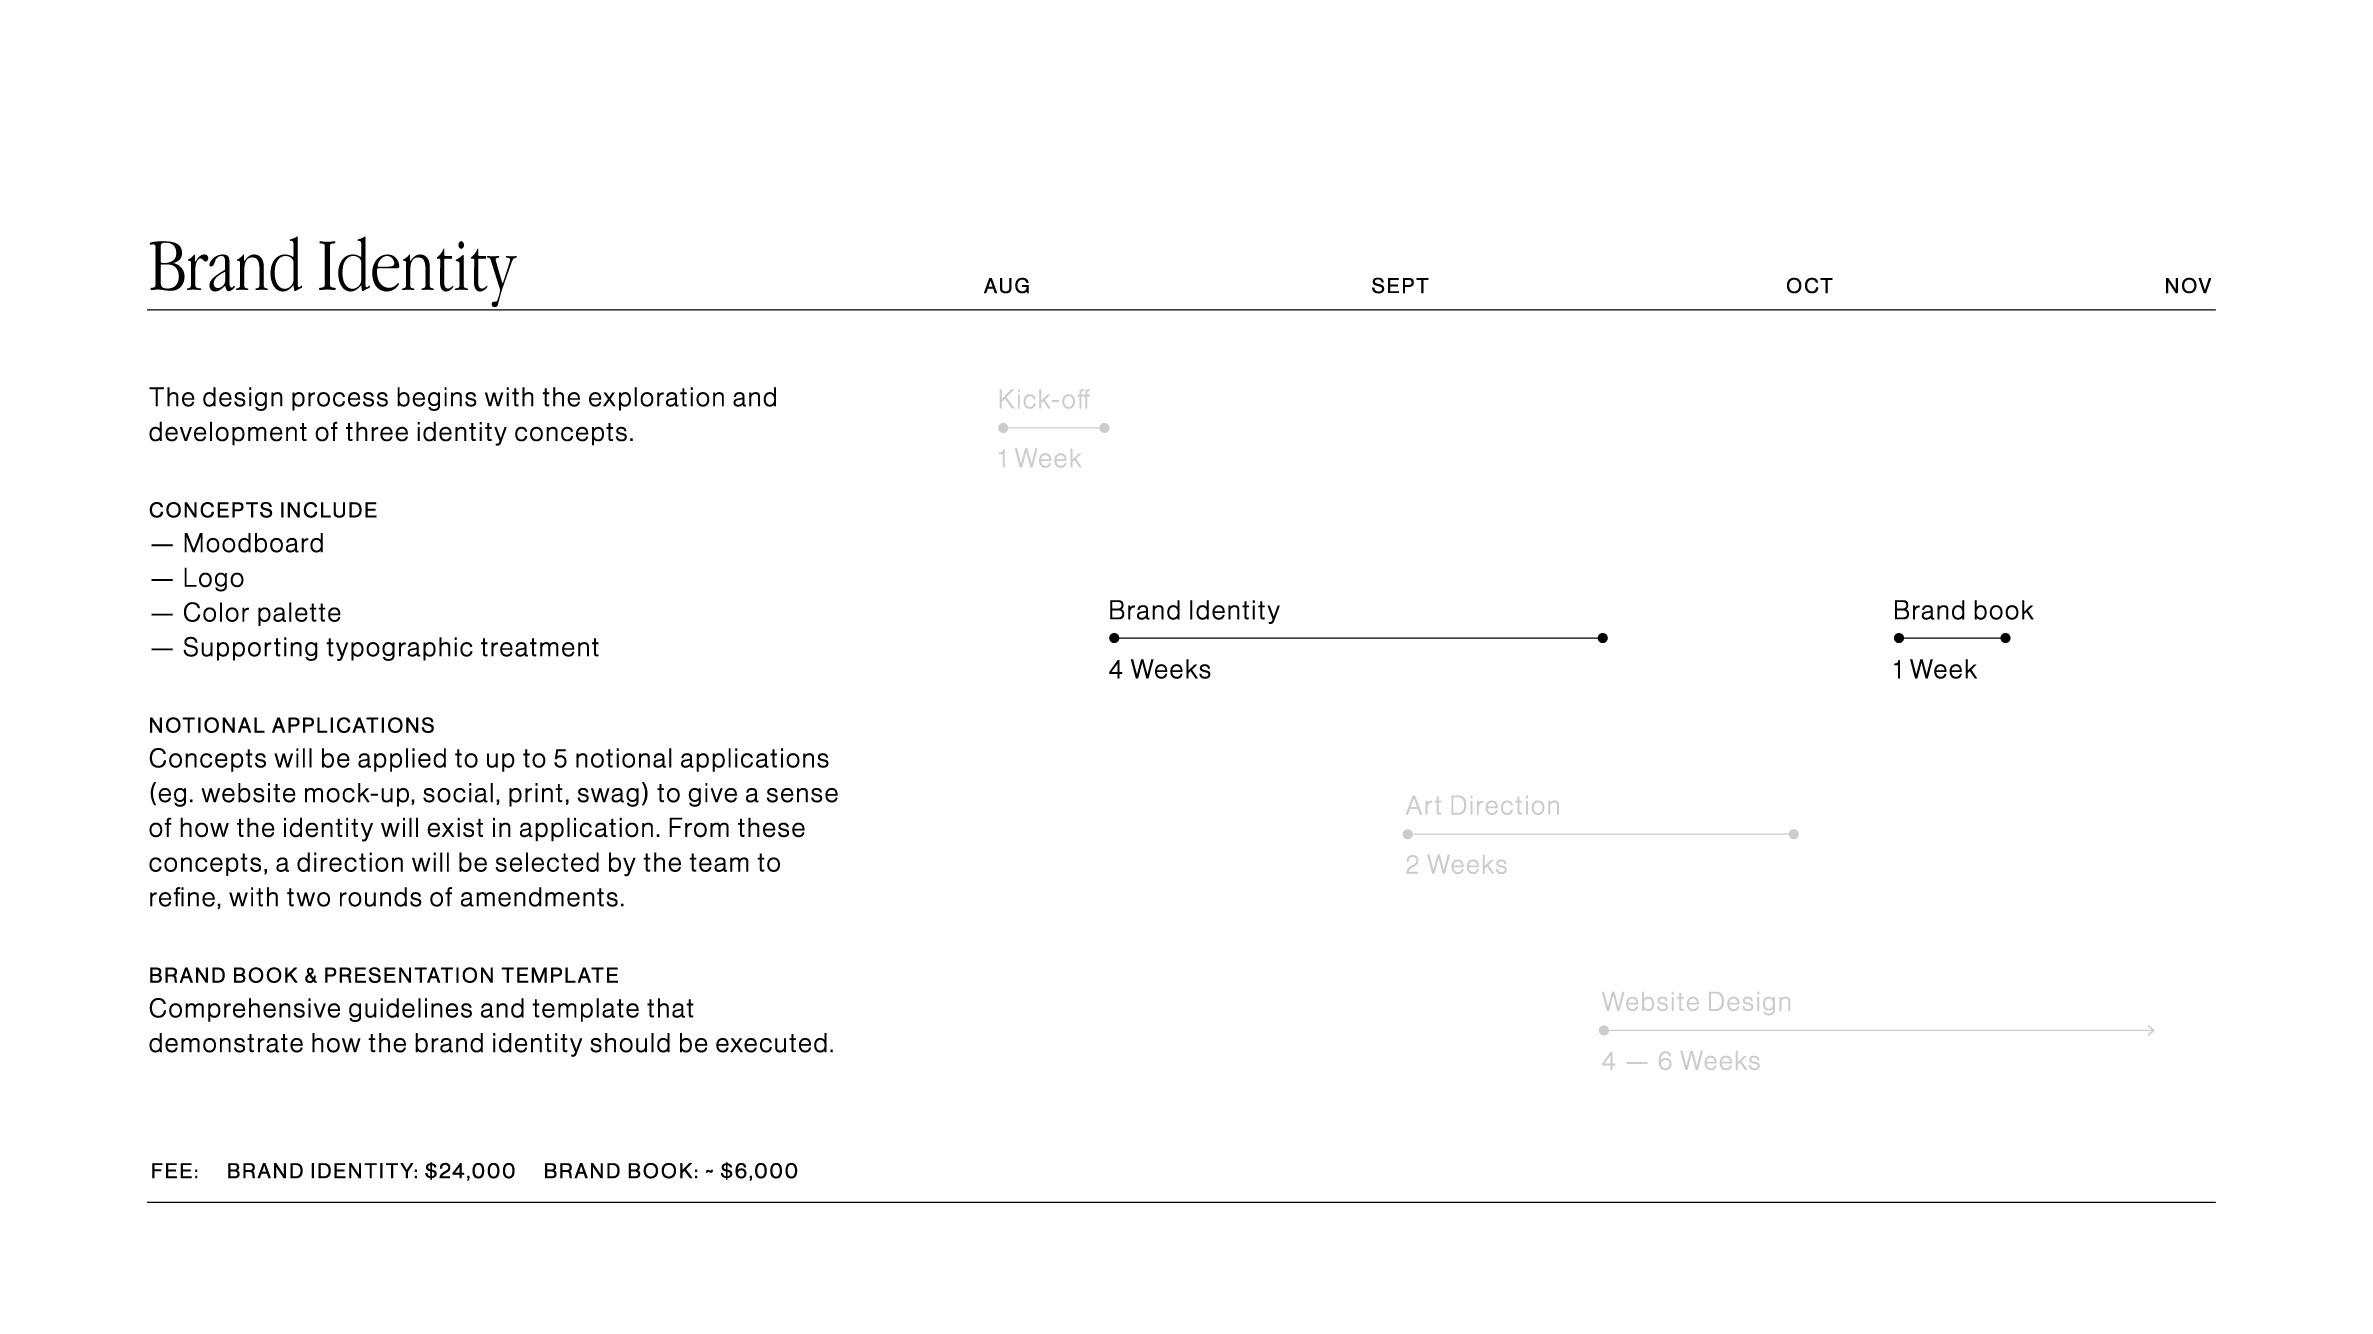 Brand Identity
AUG SEPT OCT NOV
The design process begins with the exploration and
development of three identity concepts.
CONCEPTS INCLUDE
— Moodboard
— Logo
— Color palette
— Supporting typographic treatment
NOTIONAL APPLICATIONS
Concepts will be applied to up to 5 notional applications
(eg. website mock-up, social, print, swag) to give a sense
of how the identity will exist in application. From these
concepts, a direction will be selected by the team to
refine, with two rounds of amendments.
BRAND BOOK & PRESENTATION TEMPLATE
Comprehensive guidelines and template that
demonstrate how the brand identity should be executed.
Kick-off
1 Week
Brand Identity
4 Weeks
Brand book
1 Week
Art Direction
2 Weeks
Website Design
4 — 6 Weeks
FEE: BRAND IDENTITY: $24,000 BRAND BOOK: ~ $6,000